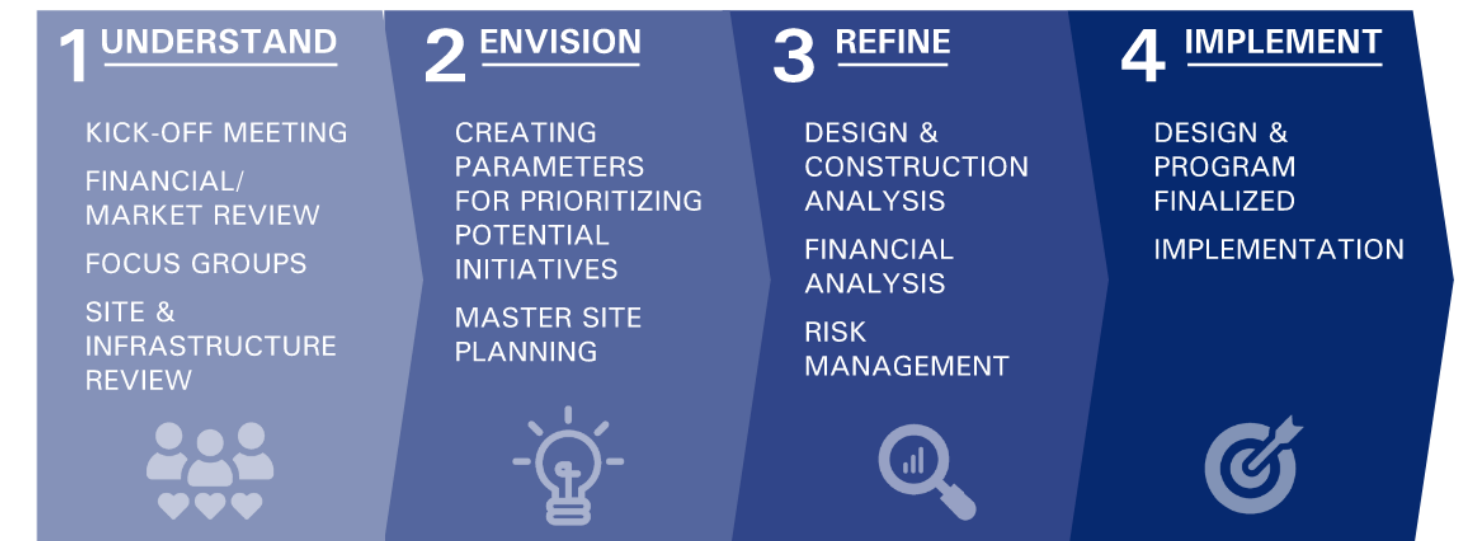 1 UNDERSTAND
KICK-OFF MEETING
FINANCIAL/
MARKET REVIEW
FOCUS GROUPS
SITE &
INFRASTRUCTURE
REVIEW
2 ENVISION
CREATING
PARAMETERS
FOR PRIORITIZING
POTENTIAL
INITIATIVES
MASTER SITE
PLANNING
3 REFINE
DESIGN &
CONSTRUCTION
ANALYSIS
FINANCIAL
ANALYSIS
RISK
MANAGEMENT
4 IMPLEMENT
DESIGN &
PROGRAM
FINALIZED
IMPLEMENTATION